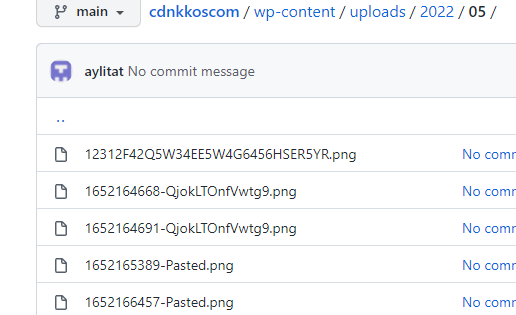 main cdnkkoscom / wp-content / uploads / 2022 / 05 /
aylitat No commit message
..
12312F42Q5W34EE5W4G6456HSER5YR.png No comm
1652164668-QjokLTOnfVwtg9.png No comm
1652164691-QjokLTOnfVwtg9.png No comm
1652165389-Pasted.png No comm
1652166457-Pasted.png No comm